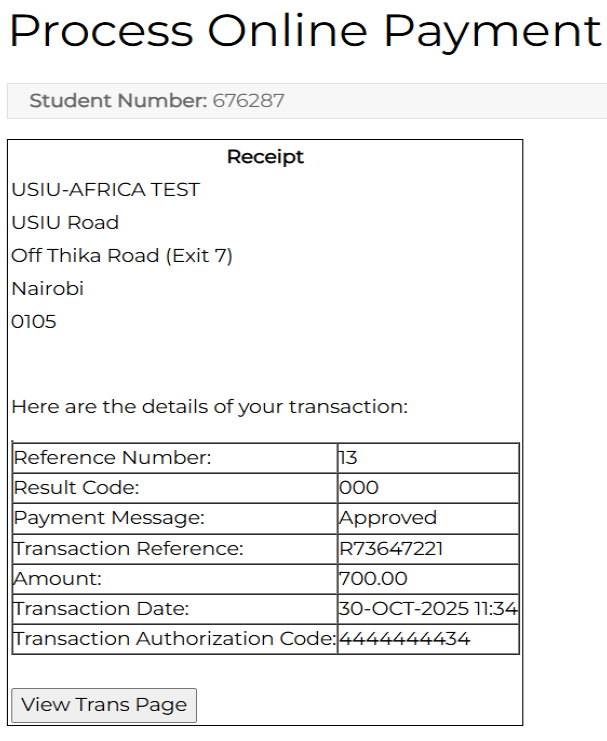 Process Online Payment
Student Number: 676287
Receipt
USIU-AFRICA TEST
USIU Road
Off Thika Road (Exit 7)
Nairobi
0105
Here are the details of your transaction:
Reference Number: 13
Result Code: 000
Payment Message: Approved
Transaction Reference: R73647221
Amount: 700.00
Transaction Date: 30-OCT-2025 11:34
Transaction Authorization Code: 4444444434
View Trans Page